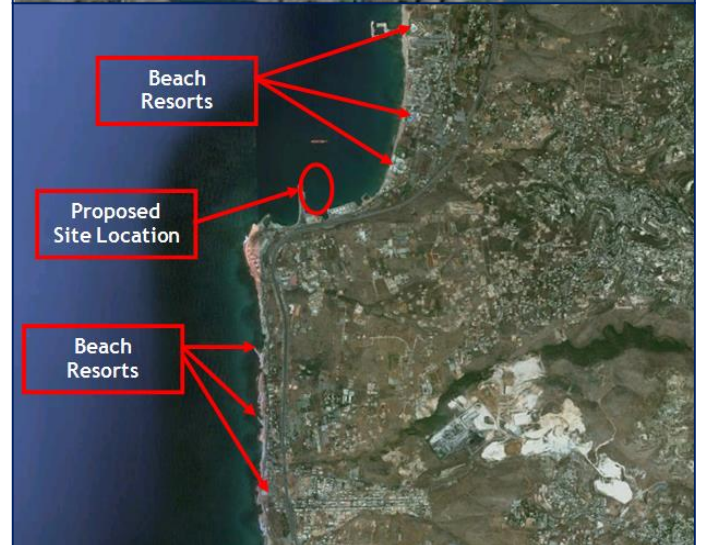 Beach
Resorts
Proposed
Site Location
Beach
Resorts